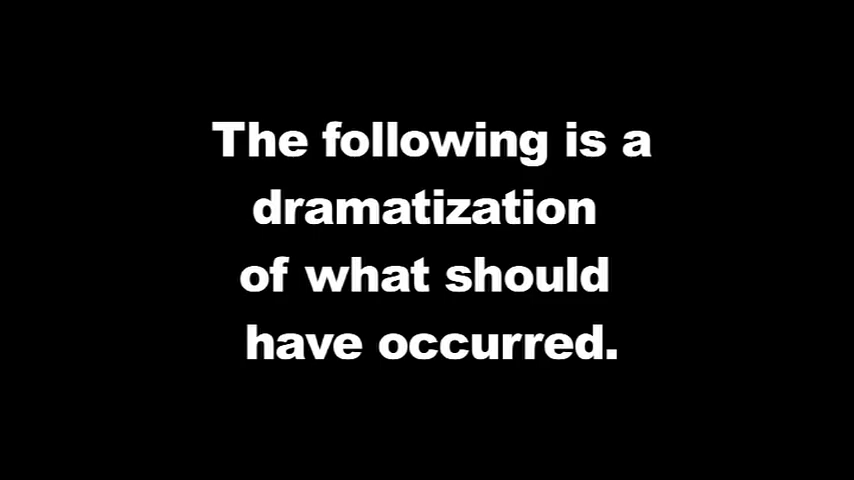 The following is a
dramatization
of what should
have occurred.